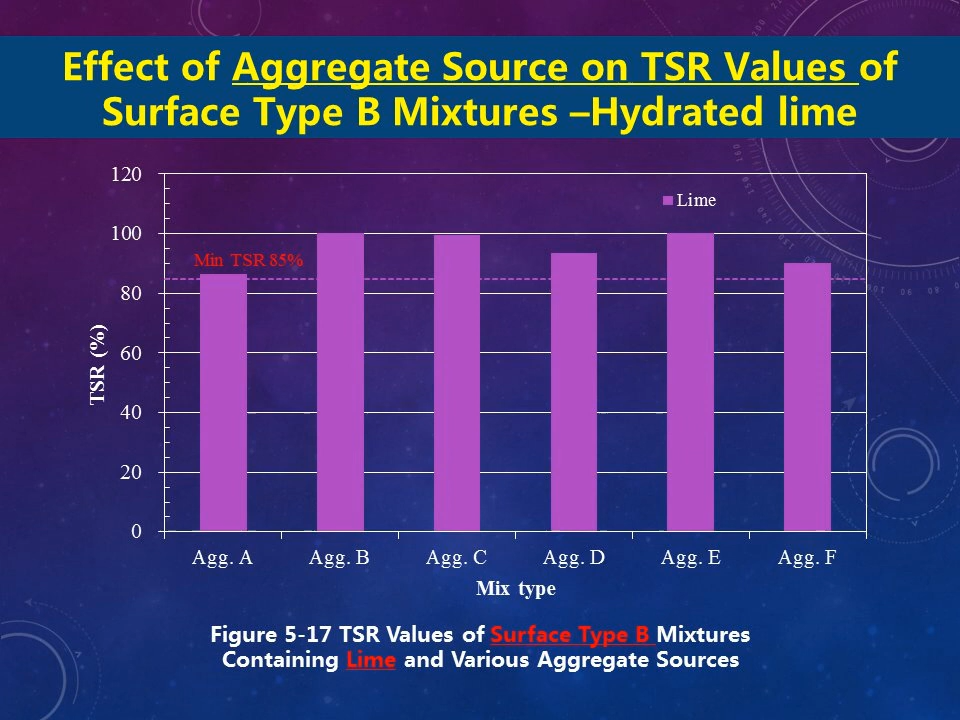 Effect of Aggregate Source on TSR Values of
Surface Type B Mixtures –Hydrated lime
120
100
80
60
40
20
0
TSR (%)
Lime
Min TSR 85%
Agg. A Agg. B Agg. C Agg. D Agg. E Agg. F
Mix type
Figure 5-17 TSR Values of Surface Type B Mixtures
Containing Lime and Various Aggregate Sources